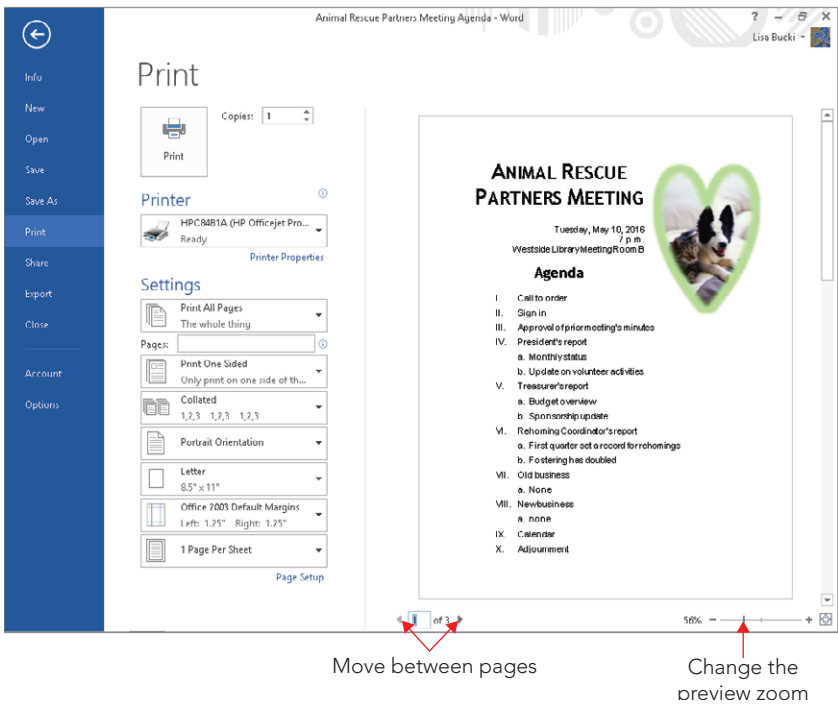 Animal Rescue Partners Meeting Agenda - Word
?
Lisa Bucki
Info
New
Open
Save
Save As
Print
Share
Export
Close
Account
Options
Print
Copies: 1
Print
Printer
HPC84B1A (HP Officejet Pro...
Ready
Printer Properties
Settings
Print All Pages
The whole thing
Pages:
Print One Sided
Only print on one side of th...
Collated
1,2,3 1,2,3 1,2,3
Portrait Orientation
Letter
8.5" x 11"
Office 2003 Default Margins
Left: 1.25" Right: 1.25"
1 Page Per Sheet
Page Setup
ANIMAL RESCUE
PARTNERS MEETING
Tuesday, May 10, 2016
7 p.m.
Westside Library Meeting Room B
Agenda
I. Call to order
II. Sign in
III. Approval of prior meeting's minutes
IV. President's report
a. Monthly status
b. Update on volunteer activities
V. Treasurer's report
a. Budget overview
b. Sponsorship update
VI. Rehoming Coordinator's report
a. First quarter set a record for rehomings
b. Fostering has doubled
VII. Old business
a. None
VIII. New business
a. none
IX. Calendar
X. Adjournment
1 of 3
56%
Move between pages
Change the
preview zoom